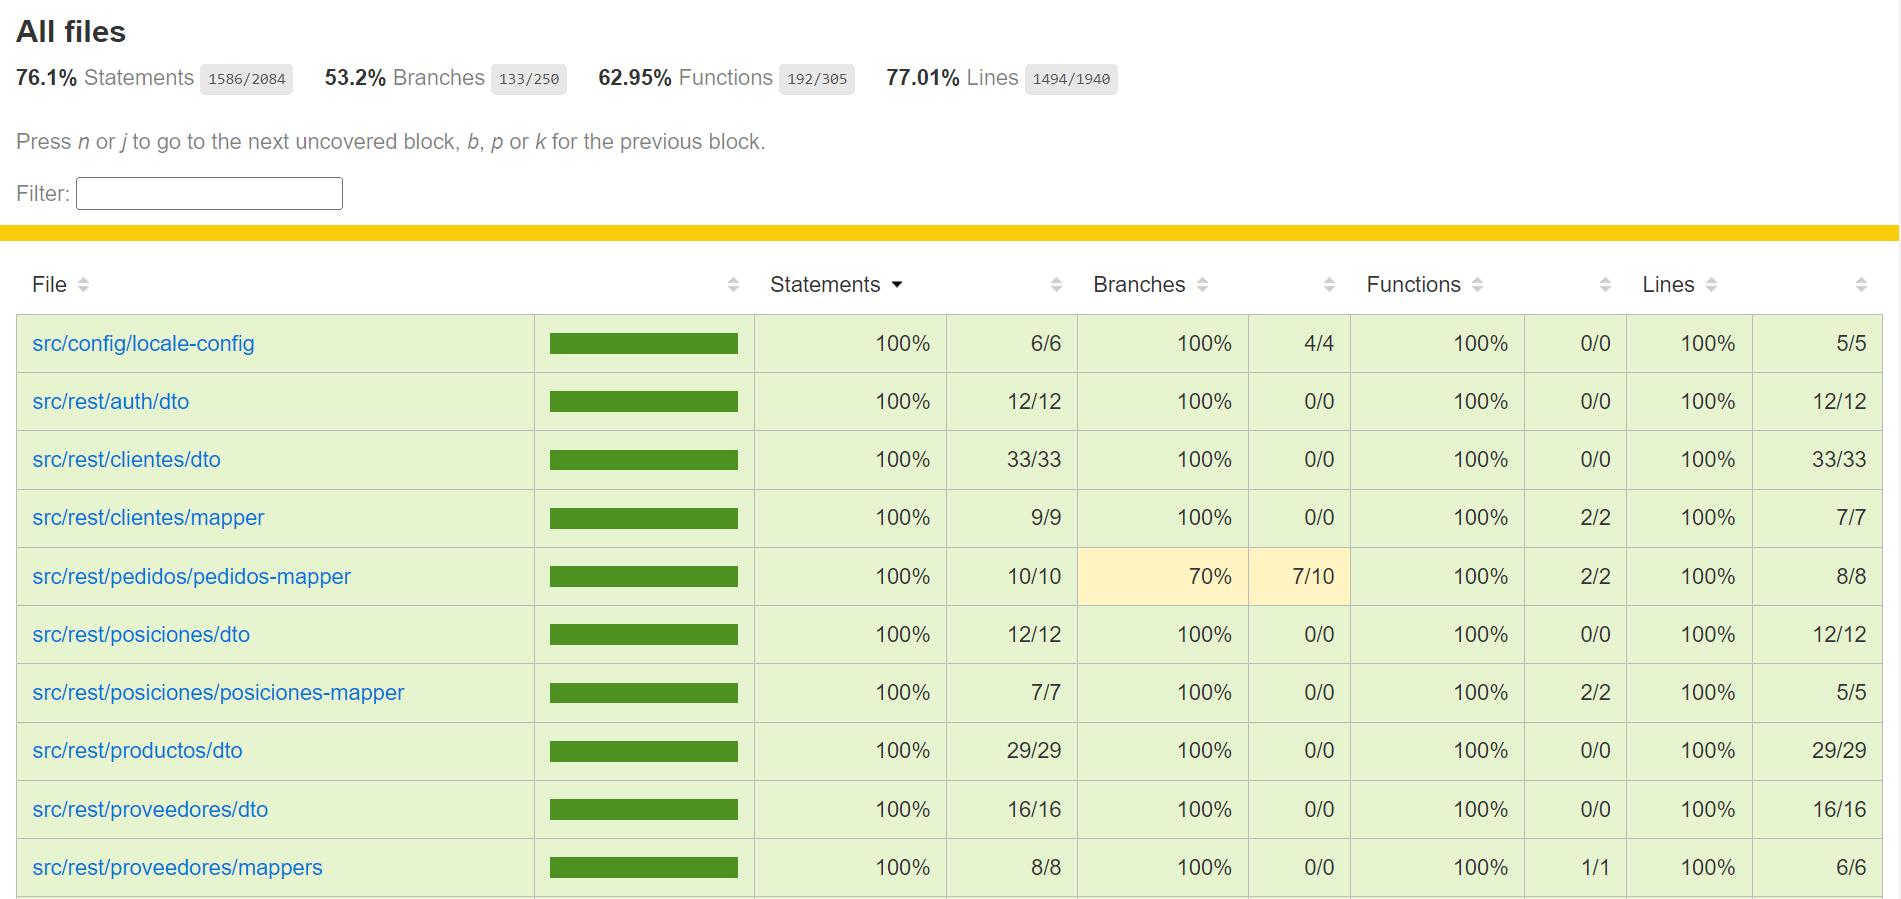 All files
76.1% Statements 1586/2084 53.2% Branches 133/250 62.95% Functions 192/305 77.01% Lines 1494/1940
Press n or j to go to the next uncovered block, b, p or k for the previous block.
Filter:
File Statements Branches Functions Lines
src/config/locale-config 100% 6/6 100% 4/4 100% 0/0 100% 5/5
src/rest/auth/dto 100% 12/12 100% 0/0 100% 0/0 100% 12/12
src/rest/clientes/dto 100% 33/33 100% 0/0 100% 0/0 100% 33/33
src/rest/clientes/mapper 100% 9/9 100% 0/0 100% 2/2 100% 7/7
src/rest/pedidos/pedidos-mapper 100% 10/10 70% 7/10 100% 2/2 100% 8/8
src/rest/posiciones/dto 100% 12/12 100% 0/0 100% 0/0 100% 12/12
src/rest/posiciones/posiciones-mapper 100% 7/7 100% 0/0 100% 2/2 100% 5/5
src/rest/productos/dto 100% 29/29 100% 0/0 100% 0/0 100% 29/29
src/rest/proveedores/dto 100% 16/16 100% 0/0 100% 0/0 100% 16/16
src/rest/proveedores/mappers 100% 8/8 100% 0/0 100% 1/1 100% 6/6